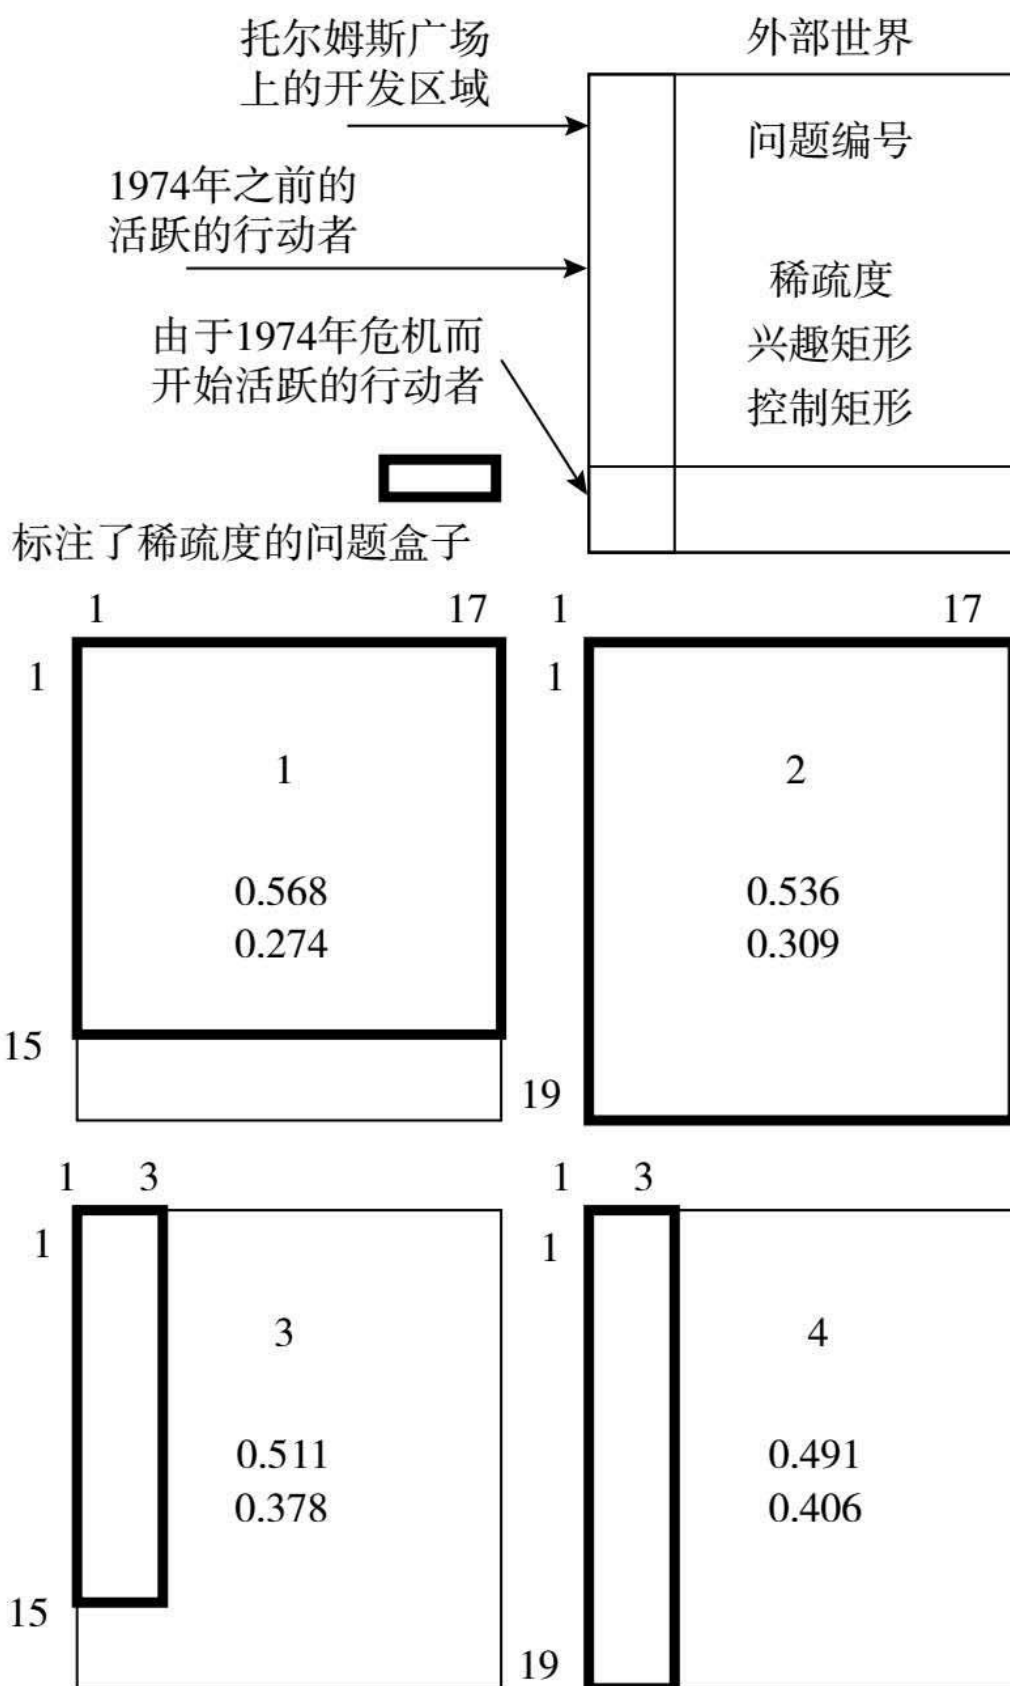 托尔姆斯广场
上的开发区域
外部世界
问题编号
1974年之前的
活跃的行动者
稀疏度
兴趣矩形
控制矩形
由于1974年危机而
开始活跃的行动者
标注了稀疏度的问题盒子
1 17
1
1
0.568
0.274
15
1 17
1
2
0.536
0.309
19
1 3
1
3
0.511
0.378
15
1 3
1
4
0.491
0.406
19